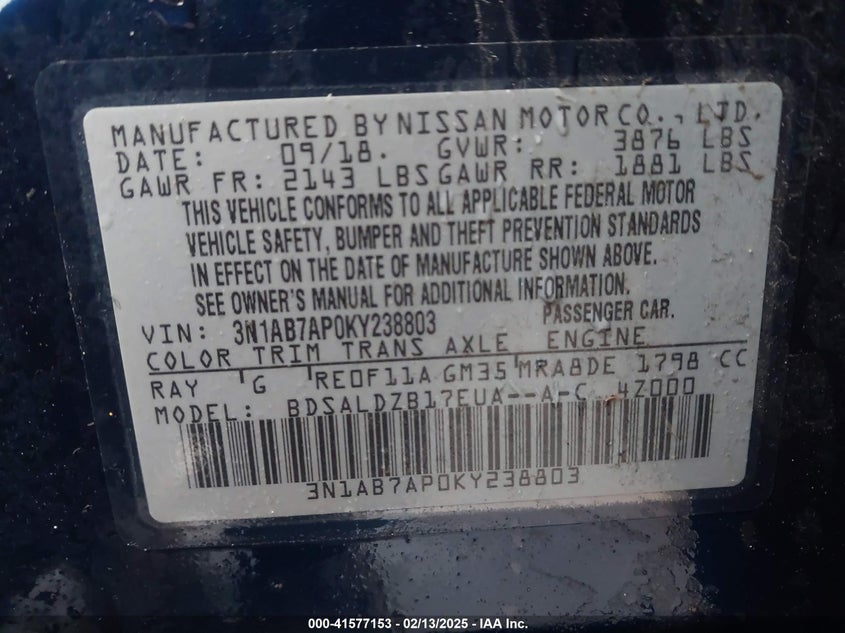 MANUFACTURED BY NISSAN MOTOR CO., LTD.
DATE: 09/18. GVWR: 3876 LBS
GAWR FR: 2143 LBS GAWR RR: 1881 LBS
THIS VEHICLE CONFORMS TO ALL APPLICABLE FEDERAL MOTOR
VEHICLE SAFETY, BUMPER AND THEFT PREVENTION STANDARDS
IN EFFECT ON THE DATE OF MANUFACTURE SHOWN ABOVE.
SEE OWNER'S MANUAL FOR ADDITIONAL INFORMATION.
VIN: 3N1AB7AP0KY238803 PASSENGER CAR.
COLOR TRIM TRANS AXLE ENGINE
RAY G RE0F11A GM35 MRA8DE 1798 CC
MODEL: BDSALDZB17EUA--A-C 4Z000
3N1AB7AP0KY238803
000-41577153 - 02/13/2025 - IAA Inc.